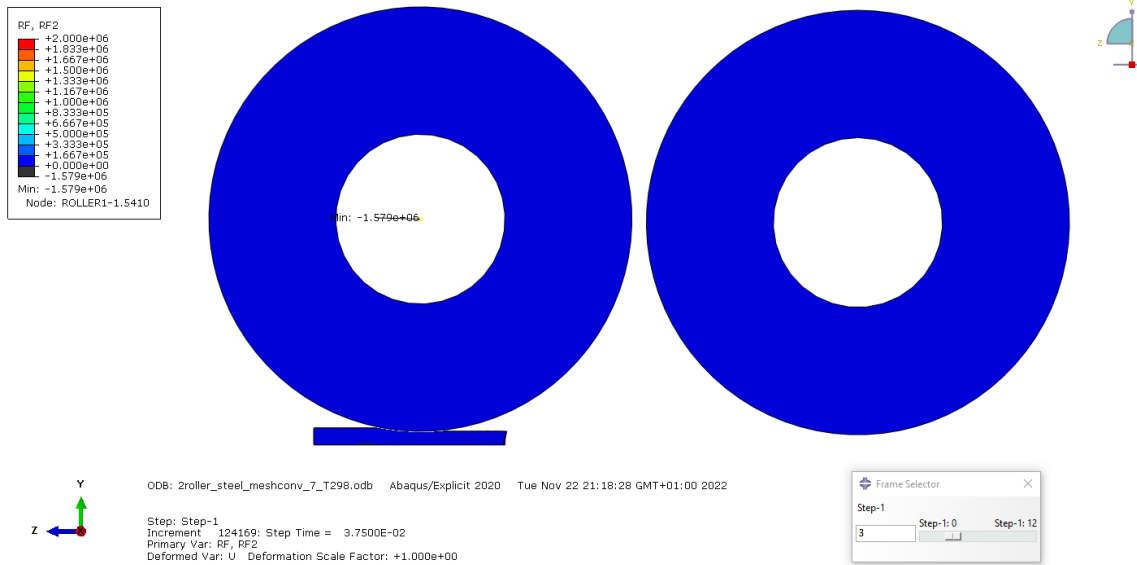 RF, RF2
+2.000e+06
+1.833e+06
+1.667e+06
+1.500e+06
+1.333e+06
+1.167e+06
+1.000e+06
+8.333e+05
+6.667e+05
+5.000e+05
+3.333e+05
+1.667e+05
+0.000e+00
-1.579e+06
Min: -1.579e+06
Node: ROLLER1-1.5410
Y
Z
Min: -1.579e+06
Y
Z
X
ODB: 2roller_steel_meshconv_7_T298.odb Abaqus/Explicit 2020 Tue Nov 22 21:18:28 GMT+01:00 2022
Step: Step-1
Increment 124169: Step Time = 3.7500E-02
Primary Var: RF, RF2
Deformed Var: U Deformation Scale Factor: +1.000e+00
Frame Selector
Step-1
Step-1: 0 Step-1: 12
3